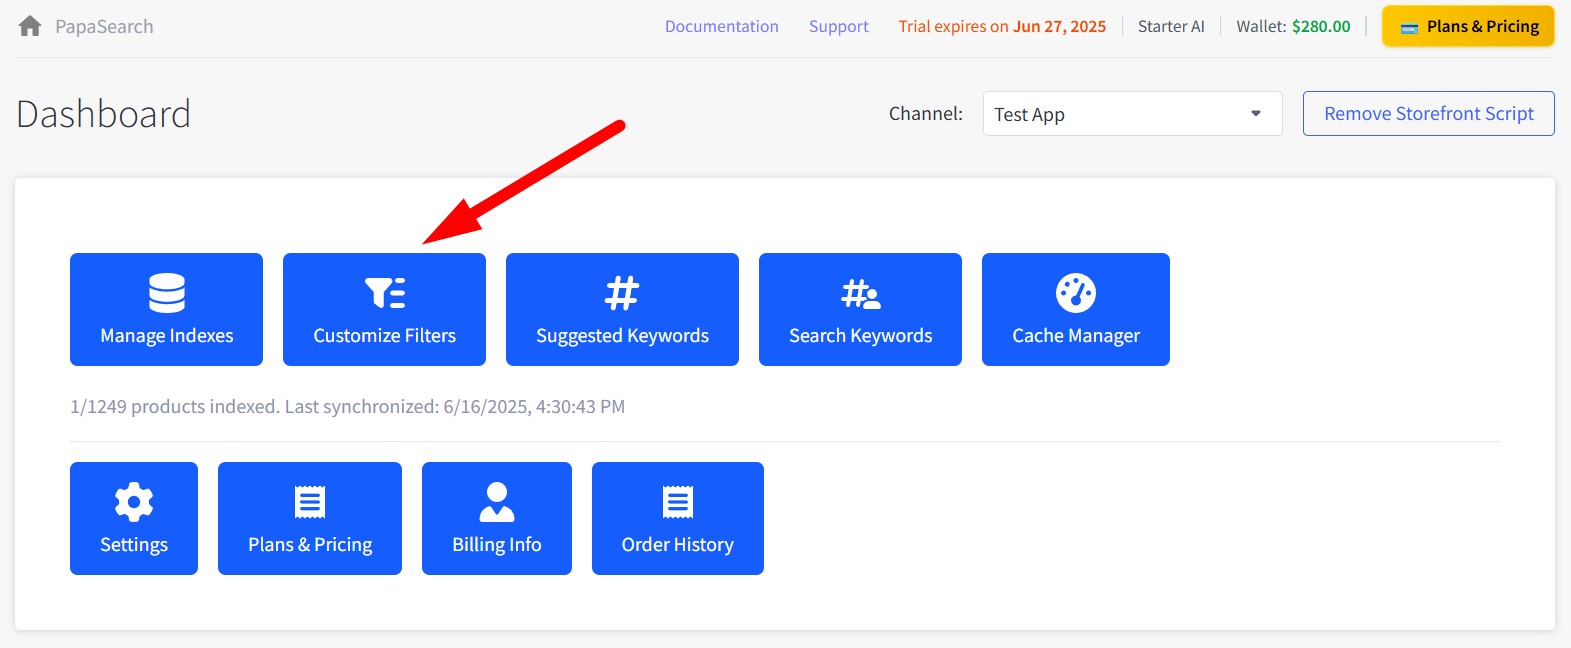 PapaSearch
Documentation Support Trial expires on Jun 27, 2025 Starter AI Wallet: $280.00 Plans & Pricing
Dashboard
Channel: Test App Remove Storefront Script
Manage Indexes Customize Filters Suggested Keywords Search Keywords Cache Manager
1/1249 products indexed. Last synchronized: 6/16/2025, 4:30:43 PM
Settings Plans & Pricing Billing Info Order History